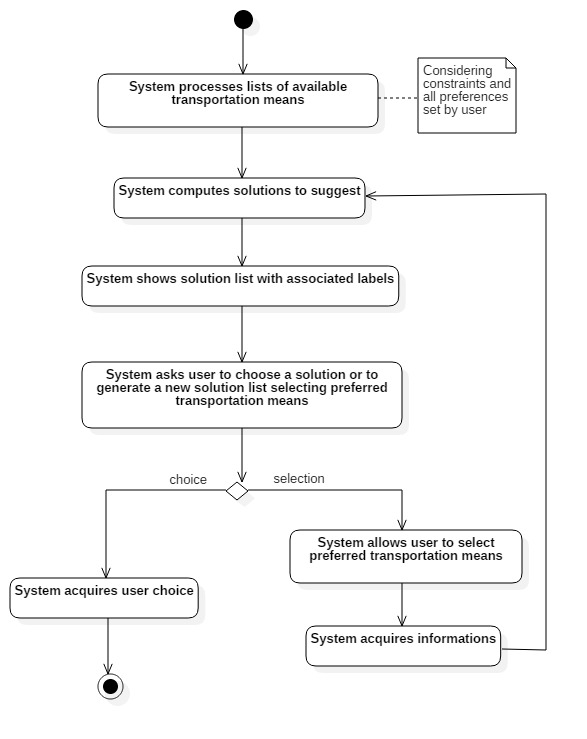 System processes lists of available
transportation means
Considering
constraints and
all preferences
set by user
System computes solutions to suggest
System shows solution list with associated labels
System asks user to choose a solution or to
generate a new solution list selecting preferred
transportation means
choice
selection
System allows user to select
preferred transportation means
System acquires user choice
System acquires informations